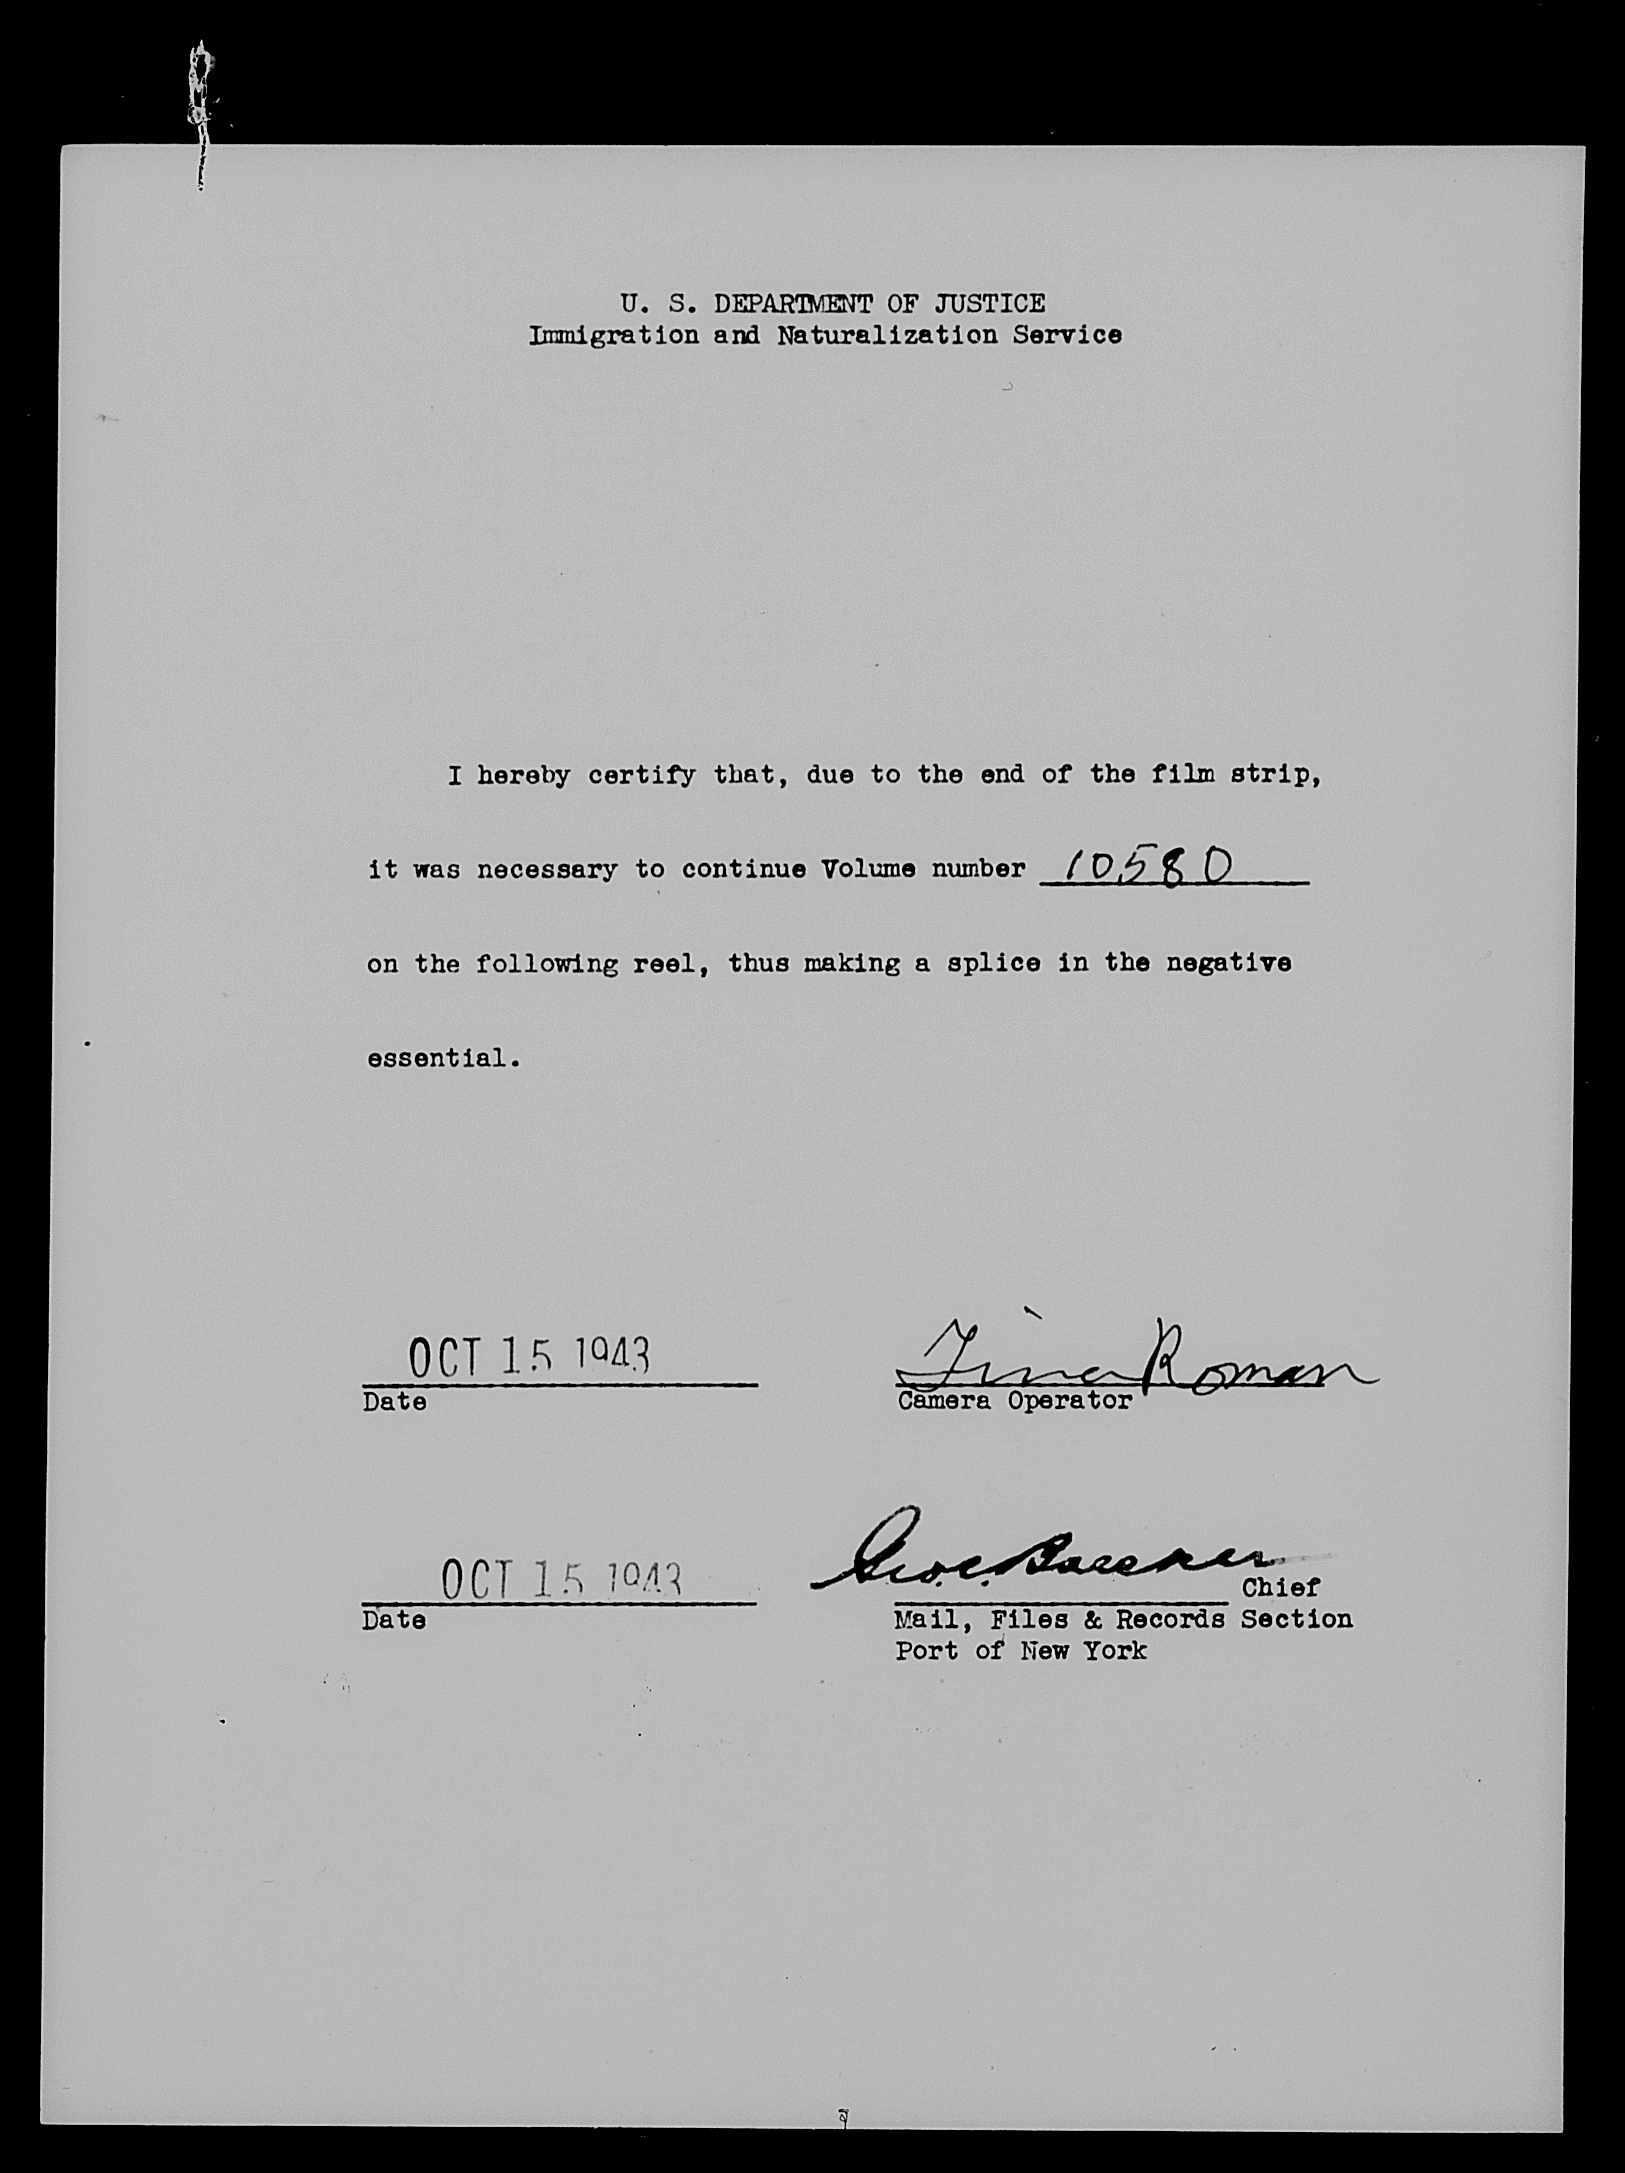 U. S. DEPARTMENT OF JUSTICE
Immigration and Naturalization Service
I hereby certify that, due to the end of the film strip,
it was necessary to continue Volume number 10580
on the following reel, thus making a splice in the negative
essential.
OCT 15 1943
Tina Roman
Date
Camera Operator
OCT 15 1943
Chief
Date
Mail, Files & Records Section
Port of New York